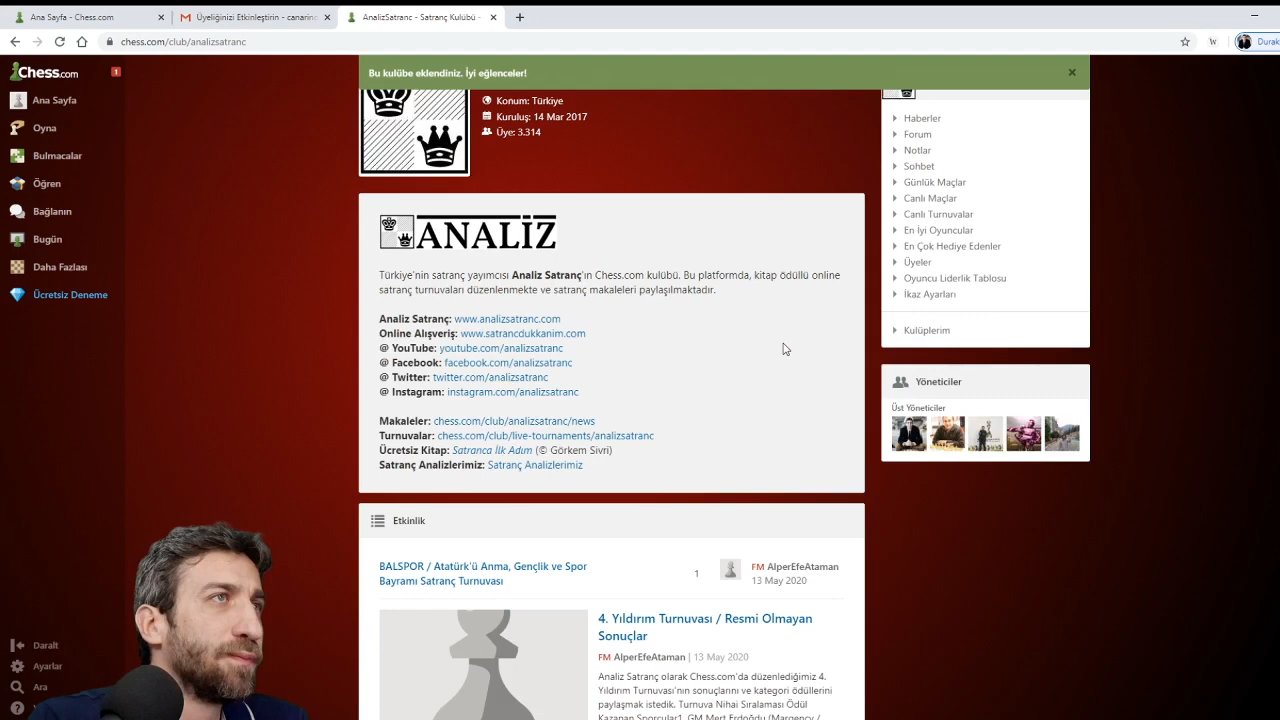 Ana Sayfa - Chess.com
Üyeliğinizi Etkinleştirin - canarino
AnalizSatranc - Satranç Kulübü -
chess.com/club/analizsatranc
W
Durak
Chess.com
1
Ana Sayfa
Oyna
Bulmacalar
Öğren
Bağlanın
Bugün
Daha Fazlası
Ücretsiz Deneme
Daralt
Ayarlar
Ara
Bu kulübe eklendiniz. İyi eğlenceler!
Konum: Türkiye
Kuruluş: 14 Mar 2017
Üye: 3.314
ANALİZ
Türkiye'nin satranç yayımcısı Analiz Satranç'ın Chess.com kulübü. Bu platformda, kitap ödüllü online
satranç turnuvaları düzenlenmekte ve satranç makaleleri paylaşılmaktadır.
Analiz Satranç: www.analizsatranc.com
Online Alışveriş: www.satrancdukkanim.com
@ YouTube: youtube.com/analizsatranc
@ Facebook: facebook.com/analizsatranc
@ Twitter: twitter.com/analizsatranc
@ Instagram: instagram.com/analizsatranc
Makaleler: chess.com/club/analizsatranc/news
Turnuvalar: chess.com/club/live-tournaments/analizsatranc
Ücretsiz Kitap: Satranca İlk Adım (© Görkem Sivri)
Satranç Analizlerimiz: Satranç Analizlerimiz
Etkinlik
BALSPOR / Atatürk'ü Anma, Gençlik ve Spor
Bayramı Satranç Turnuvası
1
FM AlperEfeAtaman
13 May 2020
4. Yıldırım Turnuvası / Resmi Olmayan
Sonuçlar
FM AlperEfeAtaman | 13 May 2020
Analiz Satranç olarak Chess.com'da düzenlediğimiz 4.
Yıldırım Turnuvası'nın sonuçlarını ve kategori ödüllerini
paylaşmak istedik. Turnuva Nihai Sıralaması Ödül
Kazanan Sporcular1. GM Mert Erdoğdu (Margency /
Haberler
Forum
Notlar
Sohbet
Günlük Maçlar
Canlı Maçlar
Canlı Turnuvalar
En İyi Oyuncular
En Çok Hediye Edenler
Üyeler
Oyuncu Liderlik Tablosu
İkaz Ayarları
Kulüplerim
Yöneticiler
Üst Yöneticiler